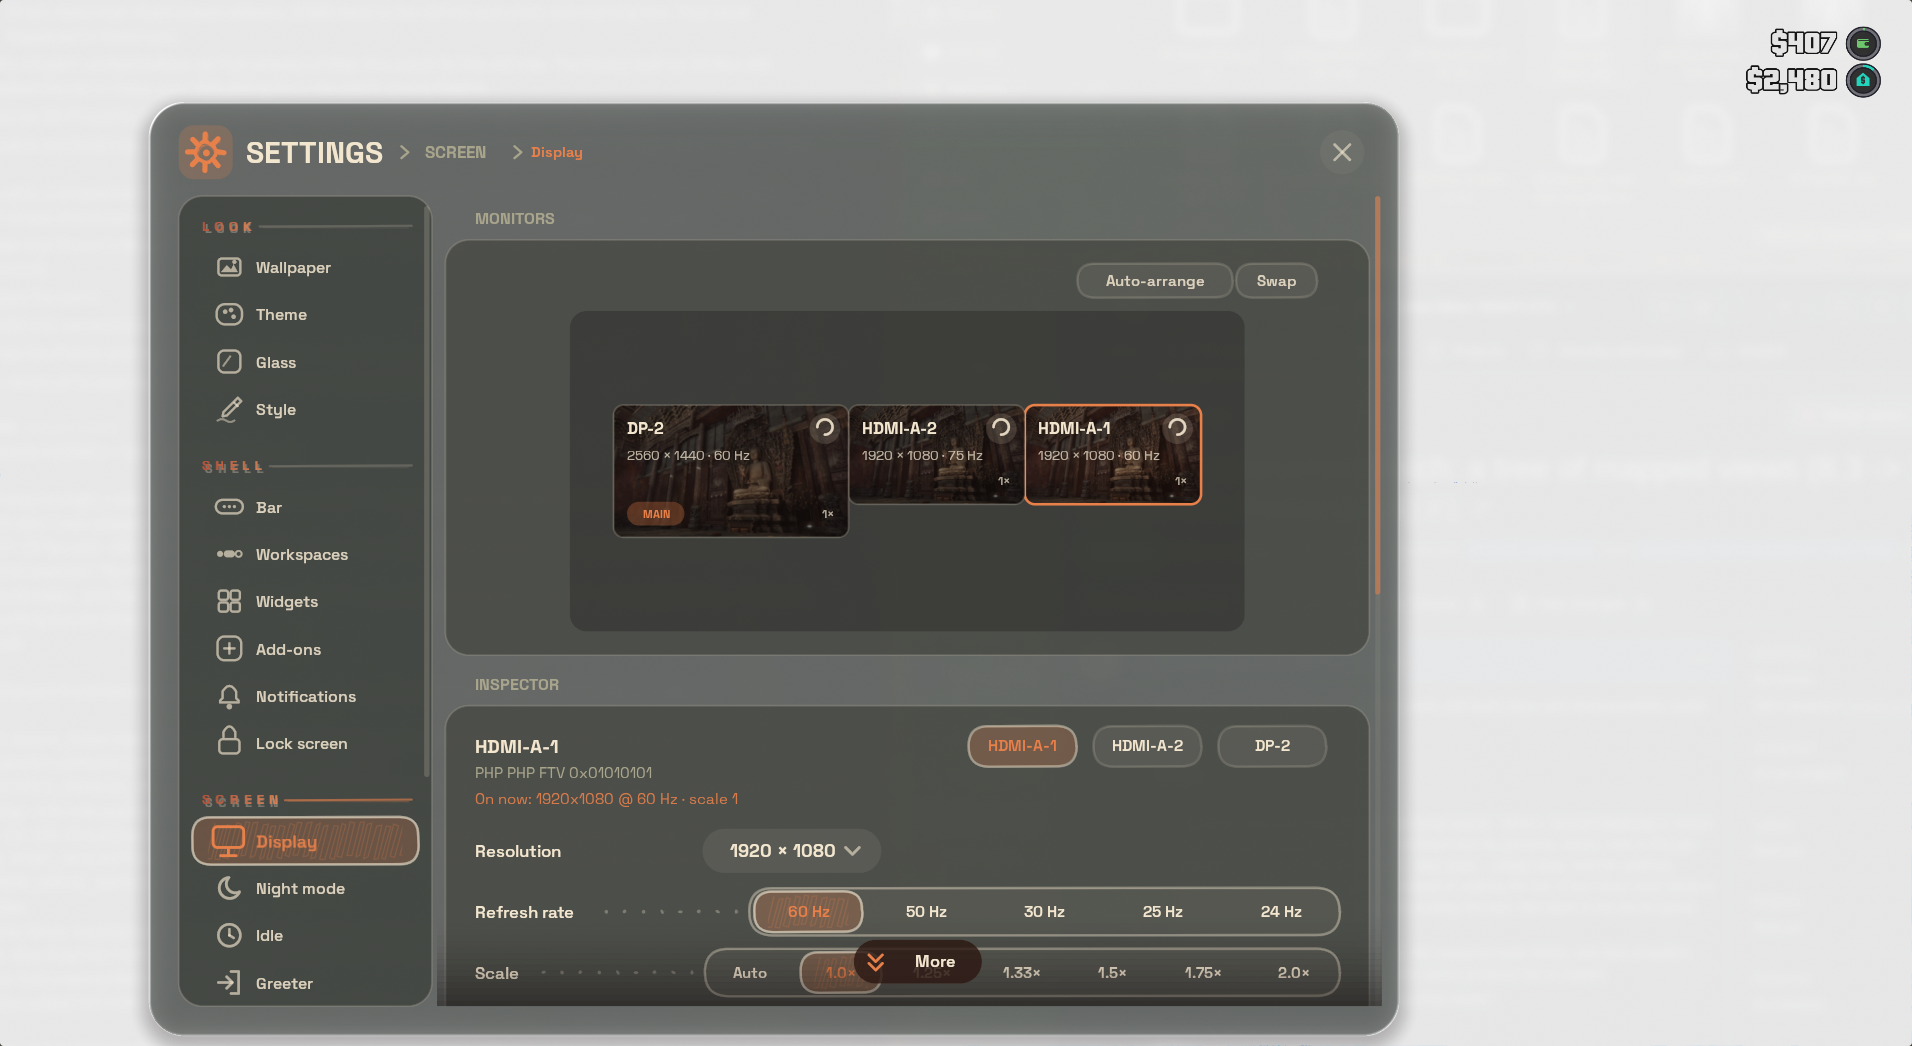 $407
$2,480
SETTINGS > SCREEN > Display
LOOK
Wallpaper
Theme
Glass
Style
SHELL
Bar
Workspaces
Widgets
Add-ons
Notifications
Lock screen
SCREEN
Display
Night mode
Idle
Greeter
MONITORS
Auto-arrange
Swap
DP-2
2560 × 1440 · 60 Hz
MAIN
1×
HDMI-A-2
1920 × 1080 · 75 Hz
1×
HDMI-A-1
1920 × 1080 · 60 Hz
1×
INSPECTOR
HDMI-A-1
PHP PHP FTV 0x01010101
On now: 1920x1080 @ 60 Hz · scale 1
HDMI-A-1
HDMI-A-2
DP-2
Resolution
1920 × 1080
Refresh rate
60 Hz
50 Hz
30 Hz
25 Hz
24 Hz
Scale
Auto
1.0×
1.25×
1.33×
1.5×
1.75×
2.0×
More